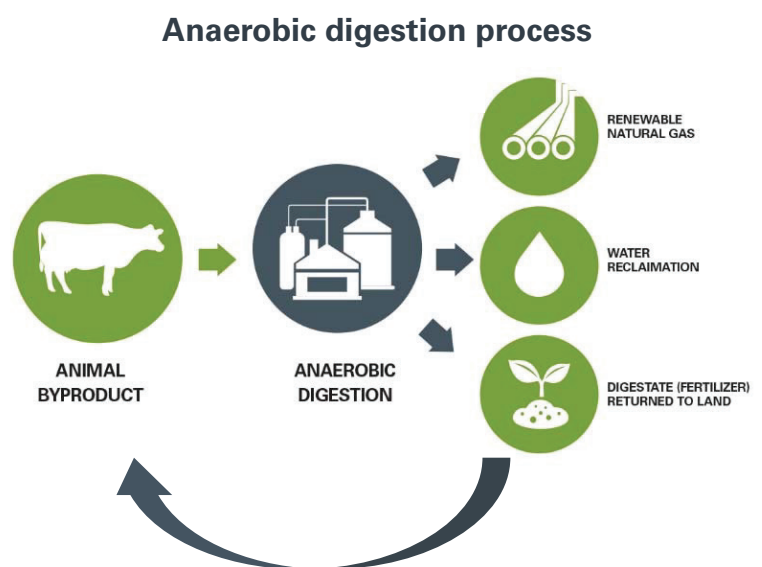 Anaerobic digestion process
RENEWABLE
NATURAL GAS
WATER
RECLAIMATION
ANIMAL
BYPRODUCT
ANAEROBIC
DIGESTION
DIGESTATE (FERTILIZER)
RETURNED TO LAND